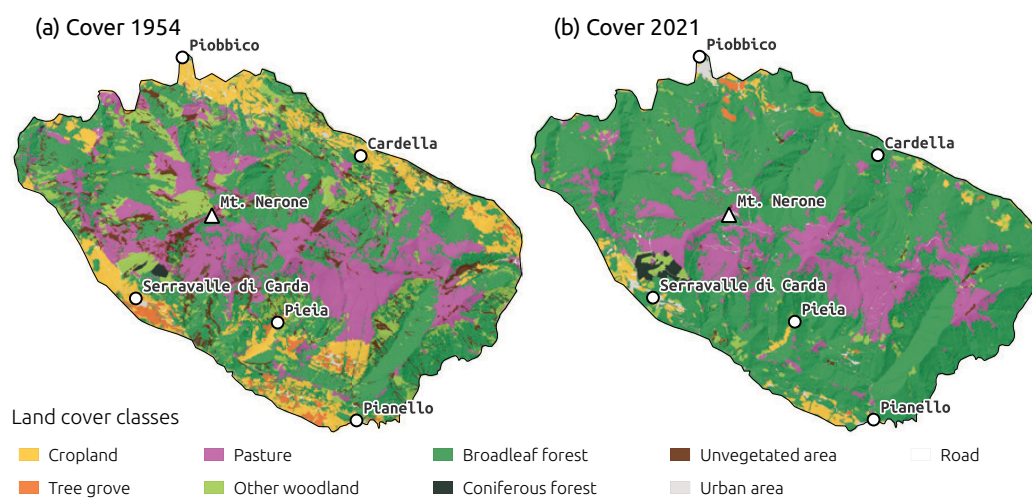 (a) Cover 1954
(b) Cover 2021
Piobbico
Cardella
Mt. Nerone
Serravalle di Carda
Pieia
Pianello
Piobbico
Cardella
Mt. Nerone
Serravalle di Carda
Pieia
Pianello
Land cover classes
Cropland
Pasture
Broadleaf forest
Unvegetated area
Road
Tree grove
Other woodland
Coniferous forest
Urban area